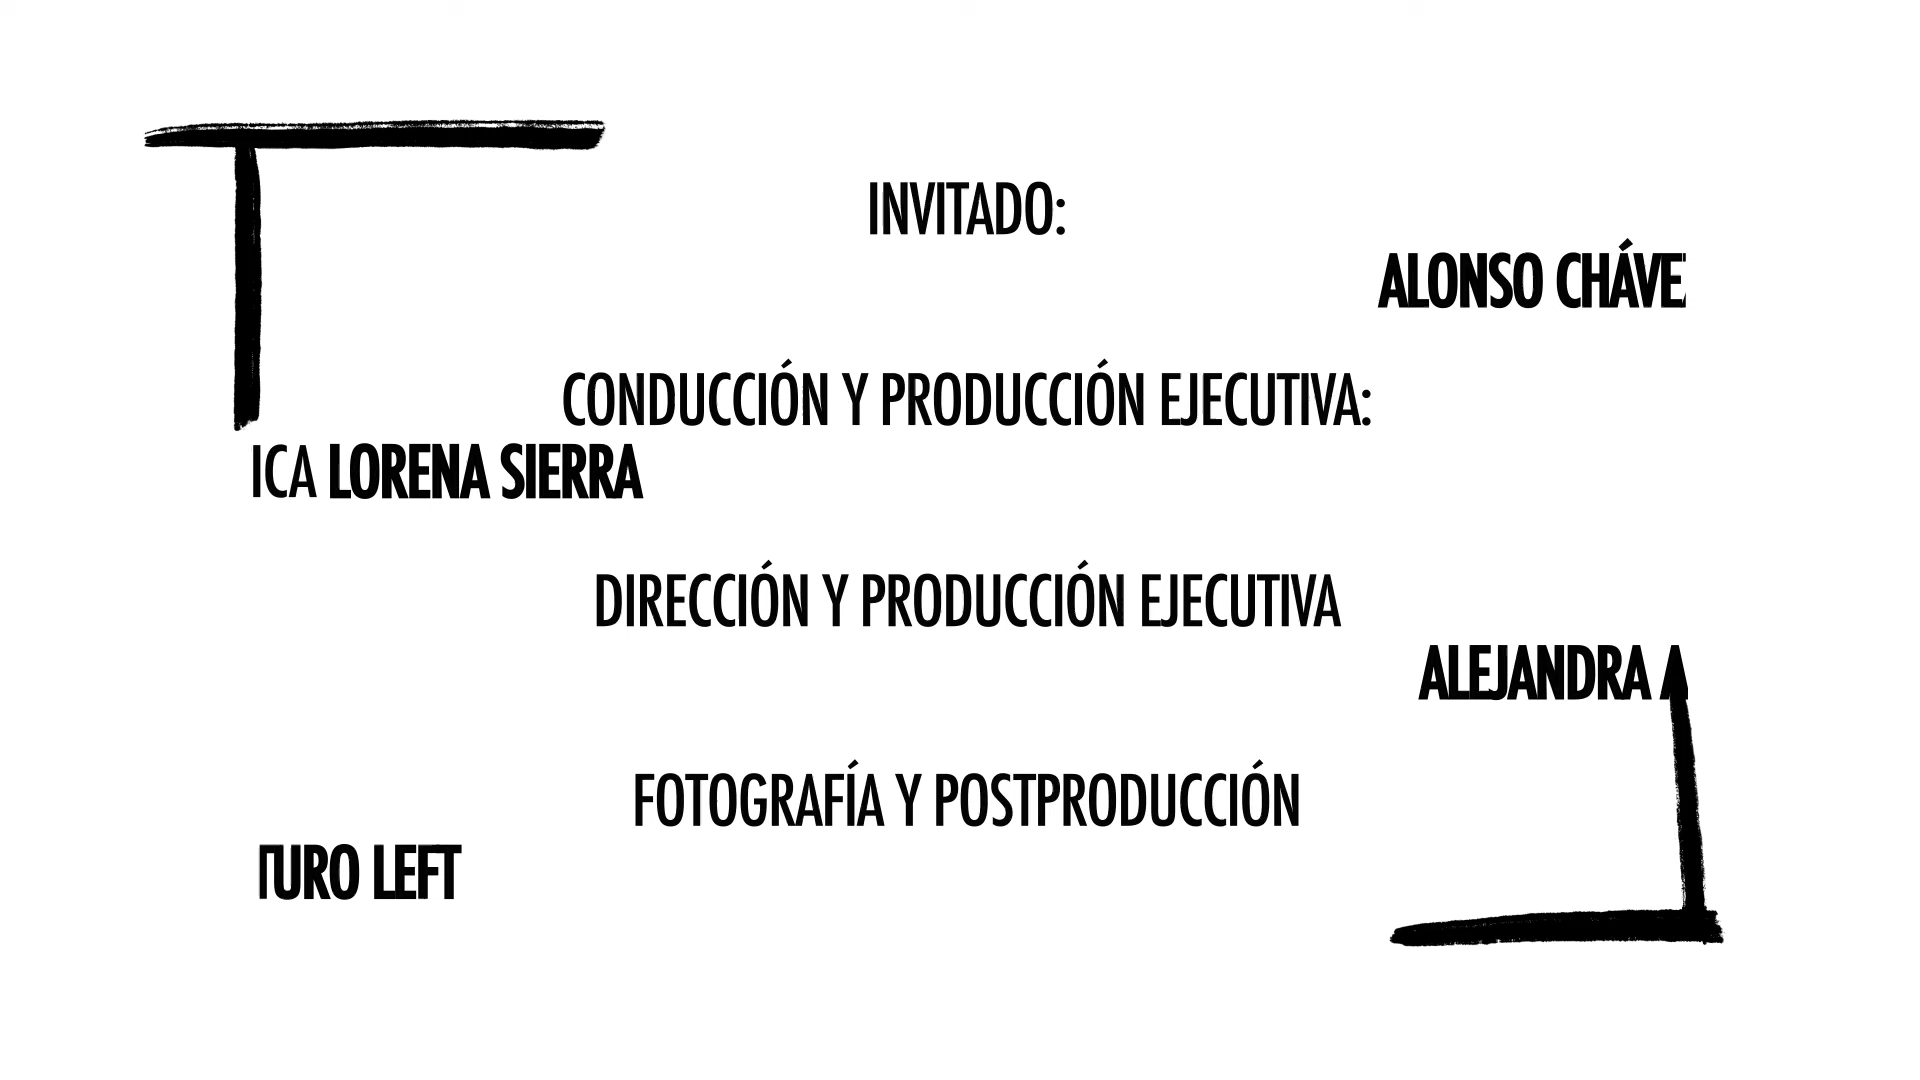 INVITADO:
ALONSO CHÁVE
CONDUCCIÓN Y PRODUCCIÓN EJECUTIVA:
ICA LORENA SIERRA
DIRECCIÓN Y PRODUCCIÓN EJECUTIVA
ALEJANDRA A
FOTOGRAFÍA Y POSTPRODUCCIÓN
TURO LEFT